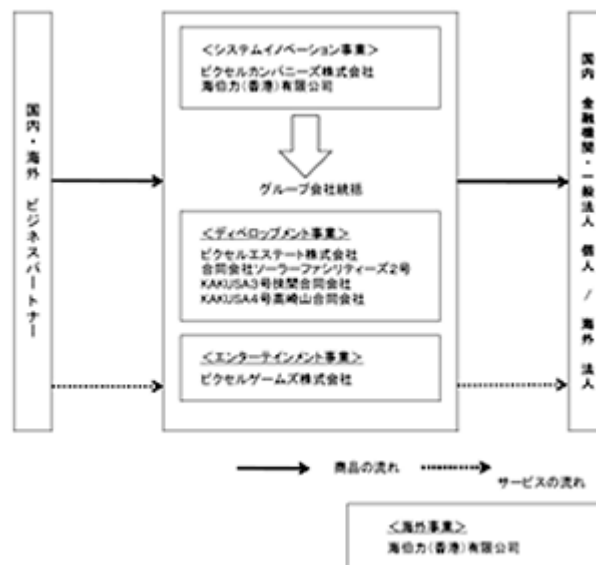 国内・海外 ビジネスパートナー
＜システムイノベーション事業＞
ピクセルカンパニーズ株式会社
海伯力（香港）有限公司
グループ会社統括
＜ディベロップメント事業＞
ピクセルエステート株式会社
合同会社ソーラーファシリティーズ2号
KAKUSA3号挾間合同会社
KAKUSA4号高崎山合同会社
＜エンターテインメント事業＞
ピクセルゲームズ株式会社
国内 金融機関・一般法人 個人 / 海外 法人
商品の流れ
サービスの流れ
＜海外事業＞
海伯力（香港）有限公司